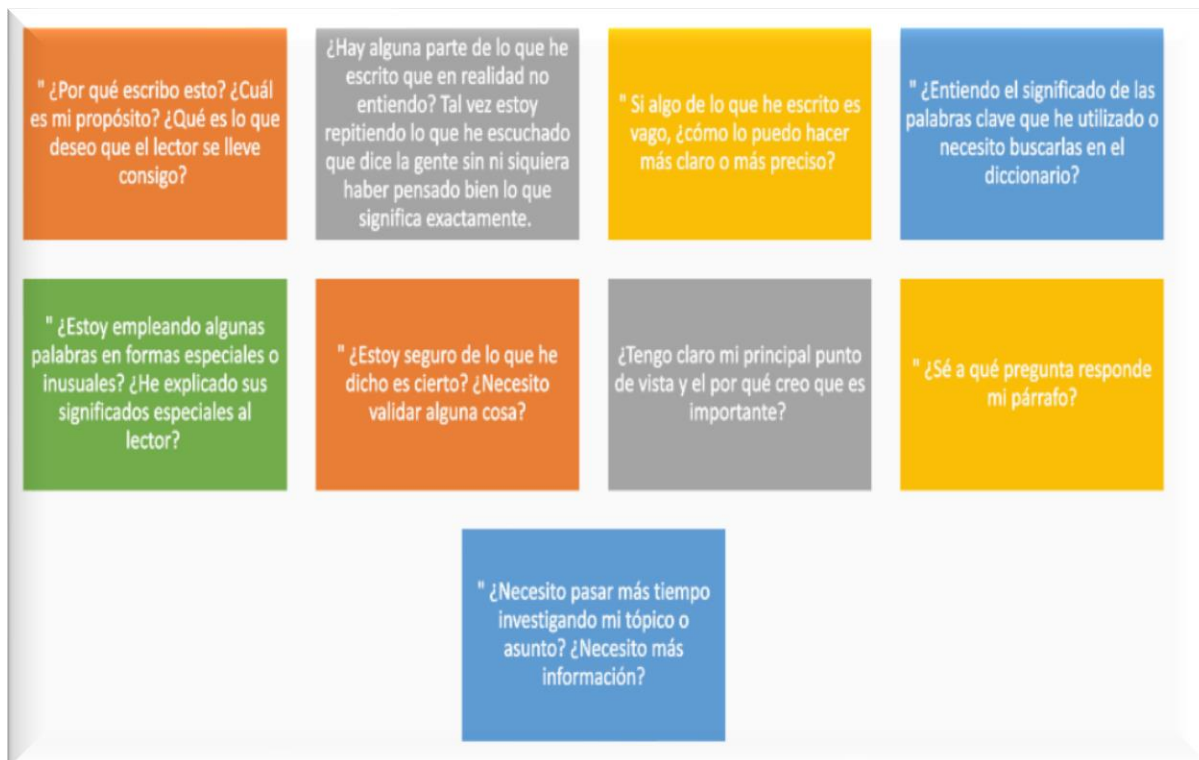 " ¿Por qué escribo esto? ¿Cuál
es mi propósito? ¿Qué es lo que
deseo que el lector se lleve
consigo?
¿Hay alguna parte de lo que he
escrito que en realidad no
entiendo? Tal vez estoy
repitiendo lo que he escuchado
que dice la gente sin ni siquiera
haber pensado bien lo que
significa exactamente.
" Si algo de lo que he escrito es
vago, ¿cómo lo puedo hacer
más claro o más preciso?
" ¿Entiendo el significado de las
palabras clave que he utilizado o
necesito buscarlas en el
diccionario?
" ¿Estoy empleando algunas
palabras en formas especiales o
inusuales? ¿He explicado sus
significados especiales al
lector?
" ¿Estoy seguro de lo que he
dicho es cierto? ¿Necesito
validar alguna cosa?
¿Tengo claro mi principal punto
de vista y el por qué creo que es
importante?
" ¿Sé a qué pregunta responde
mi párrafo?
" ¿Necesito pasar más tiempo
investigando mi tópico o
asunto? ¿Necesito más
información?